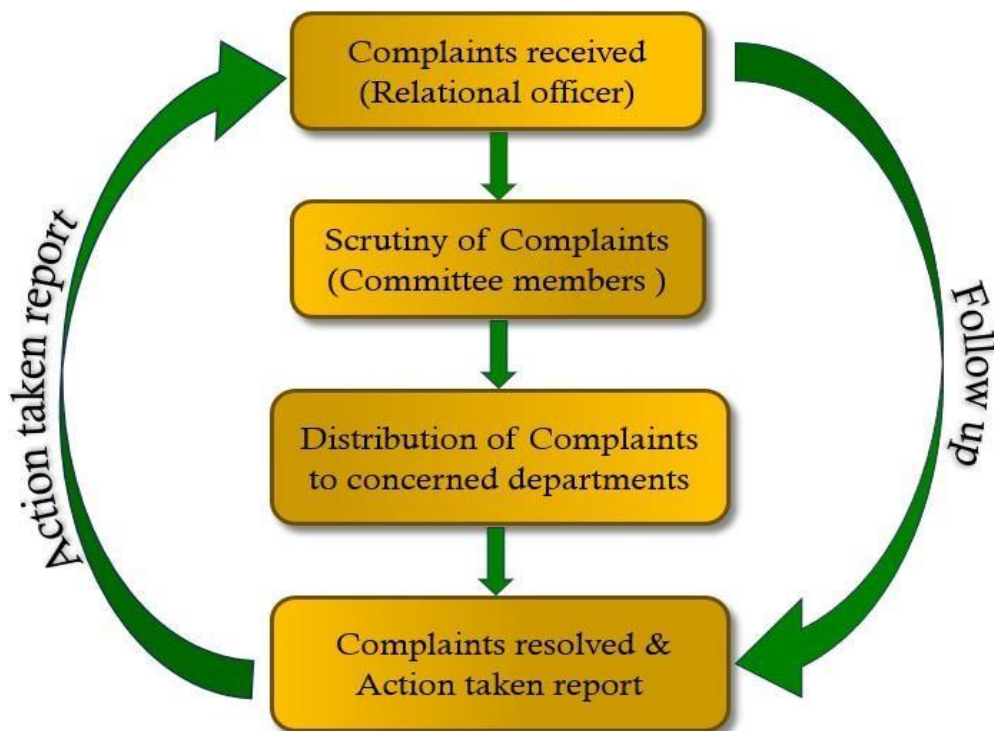 Complaints received
(Relational officer)
Scrutiny of Complaints
(Committee members )
Distribution of Complaints
to concerned departments
Complaints resolved &
Action taken report
Action taken report
Follow up